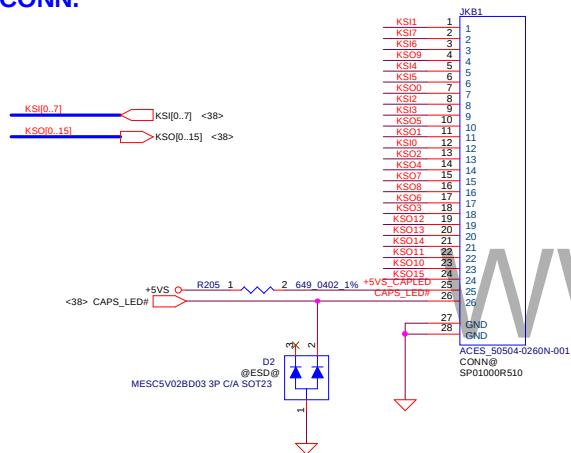 CONN.
JKB1
KSI1 1 1
KSI7 2 2
KSI6 3 3
KSO9 4 4
KSI4 5 5
KSI5 6 6
KSO0 7 7
KSI[0..7] KSI[0..7] <38>
KSI2 8 8
KSI3 9 9
KSO5 10 10
KSO[0..15] KSO[0..15] <38>
KSO1 11 11
KSI0 12 12
KSO2 13 13
KSO4 14 14
KSO7 15 15
KSO8 16 16
KSO6 17 17
KSO3 18 18
KSO12 19 19
KSO13 20 20
KSO14 21 21
KSO11 22 22
KSO10 23 23
KSO15 24 24
+5VS R205 1 2 649_0402_1% +5VS_CAPLED 25 25
<38> CAPS_LED# CAPS_LED# 26 26
27 GND
28 GND
ACES_50504-0260N-001
CONN@
SP01000R510
3 2
D2
@ESD@
MESC5V02BD03 3P C/A SOT23
1